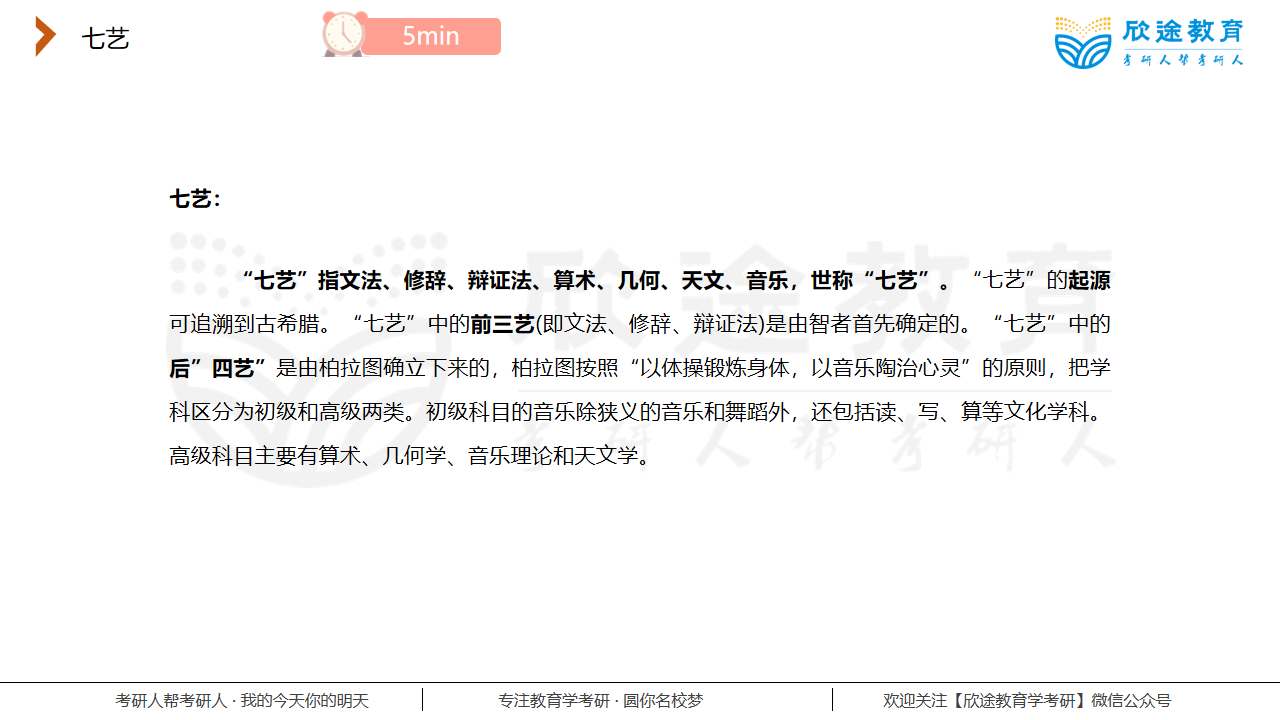 七艺
5min
欣途教育
考研人帮考研人
七艺：
“七艺”指文法、修辞、辩证法、算术、几何、天文、音乐，世称“七艺”。“七艺”的起源
可追溯到古希腊。“七艺”中的前三艺(即文法、修辞、辩证法)是由智者首先确定的。“七艺”中的
后”四艺”是由柏拉图确立下来的，柏拉图按照“以体操锻炼身体，以音乐陶冶心灵”的原则，把学
科区分为初级和高级两类。初级科目的音乐除狭义的音乐和舞蹈外，还包括读、写、算等文化学科。
高级科目主要有算术、几何学、音乐理论和天文学。
欣途教育
考研人帮考研人
考研人帮考研人 · 我的今天你的明天
专注教育学考研 · 圆你名校梦
欢迎关注【欣途教育学考研】微信公众号